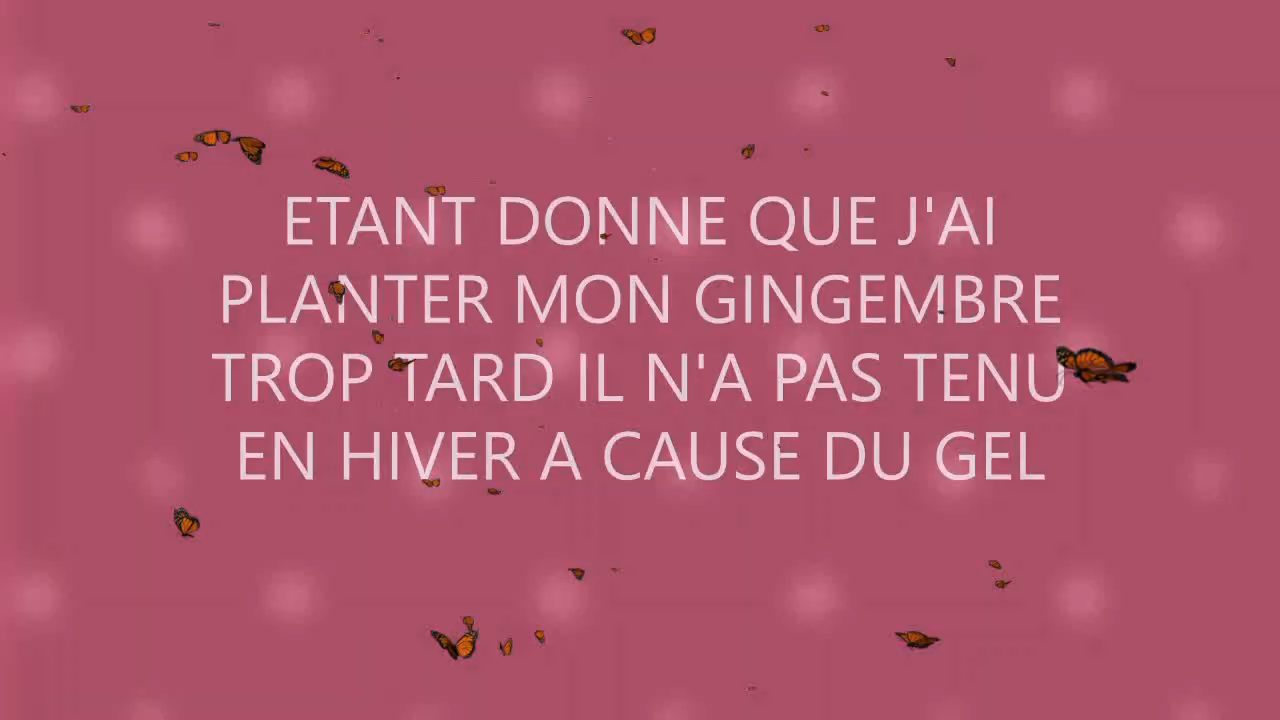 ETANT DONNE QUE J'AI
PLANTER MON GINGEMBRE
TROP TARD IL N'A PAS TENU
EN HIVER A CAUSE DU GEL